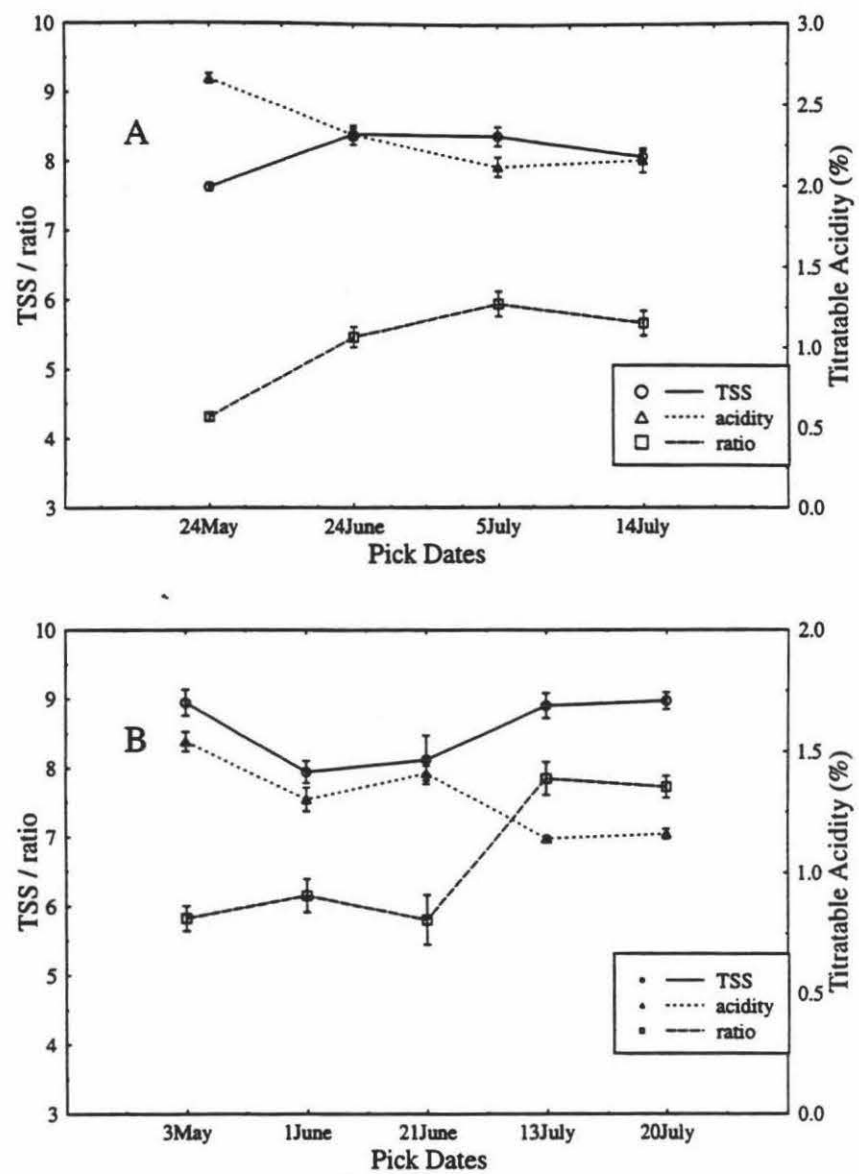 10
9
8
7
6
5
4
3
TSS / ratio
A
3.0
2.5
2.0
1.5
1.0
0.5
0.0
Titratable Acidity (%)
TSS
acidity
ratio
24May 24June 5July 14July
Pick Dates
10
9
8
7
6
5
4
3
TSS / ratio
B
2.0
1.5
1.0
0.5
0.0
Titratable Acidity (%)
TSS
acidity
ratio
3May 1June 21June 13July 20July
Pick Dates